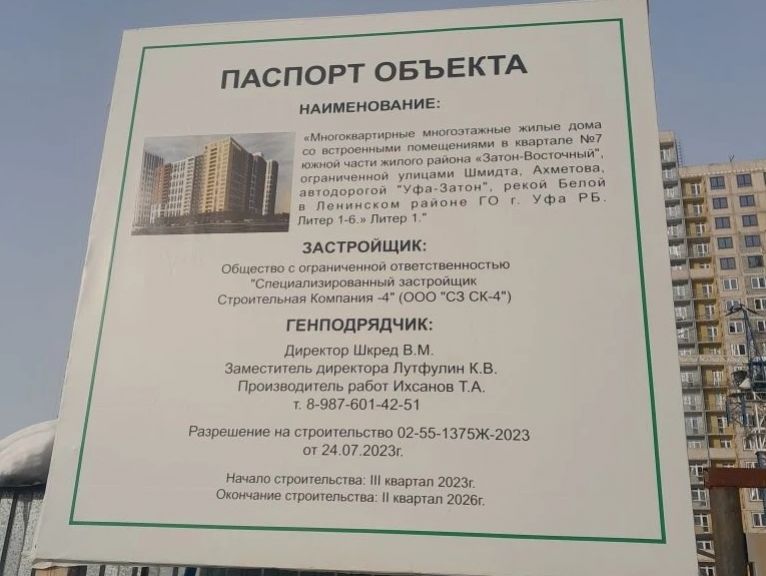 ПАСПОРТ ОБЪЕКТА
НАИМЕНОВАНИЕ:
«Многоквартирные многоэтажные жилые дома
со встроенными помещениями в квартале №7
южной части жилого района «Затон-Восточный",
ограниченной улицами Шмидта, Ахметова,
автодорогой "Уфа-Затон", рекой Белой
в Ленинском районе ГО г. Уфа РБ.
Литер 1-6.» Литер 1."
ЗАСТРОЙЩИК:
Общество с ограниченной ответственностью
"Специализированный застройщик
Строительная Компания -4" (ООО "СЗ СК-4")
ГЕНПОДРЯДЧИК:
Директор Шкред В.М.
Заместитель директора Лутфулин К.В.
Производитель работ Ихсанов Т.А.
т. 8-987-601-42-51
Разрешение на строительство 02-55-1375Ж-2023
от 24.07.2023г.
Начало строительства: III квартал 2023г.
Окончание строительства: II квартал 2026г.